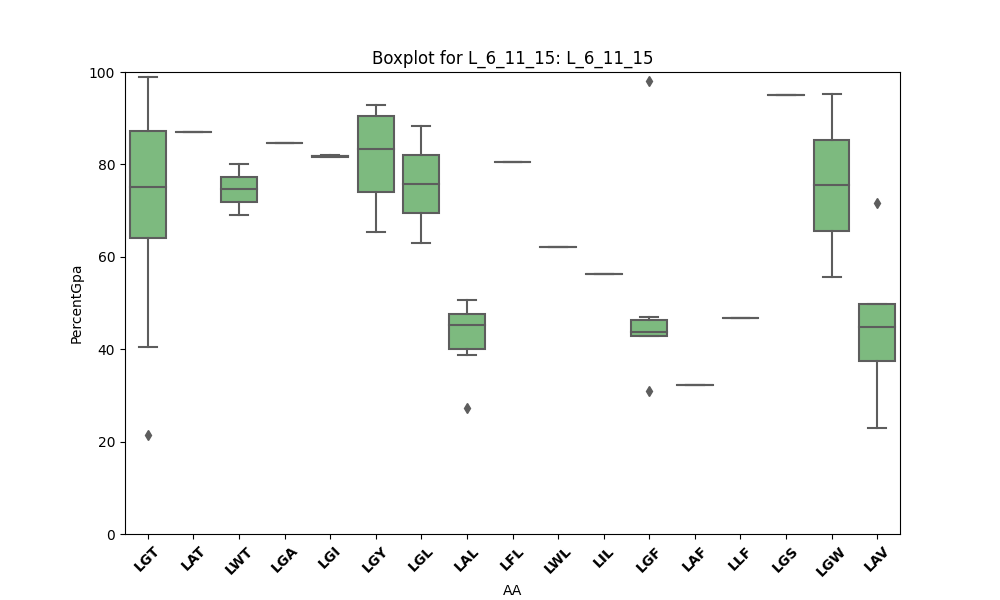 Boxplot for L_6_11_15: L_6_11_15
100
80
60
40
20
0
PercentGpa
LGT LAT LWT LGA LGI LGY LGL LAL LFL LWL LIL LGF LAF LLF LGS LGW LAV
AA